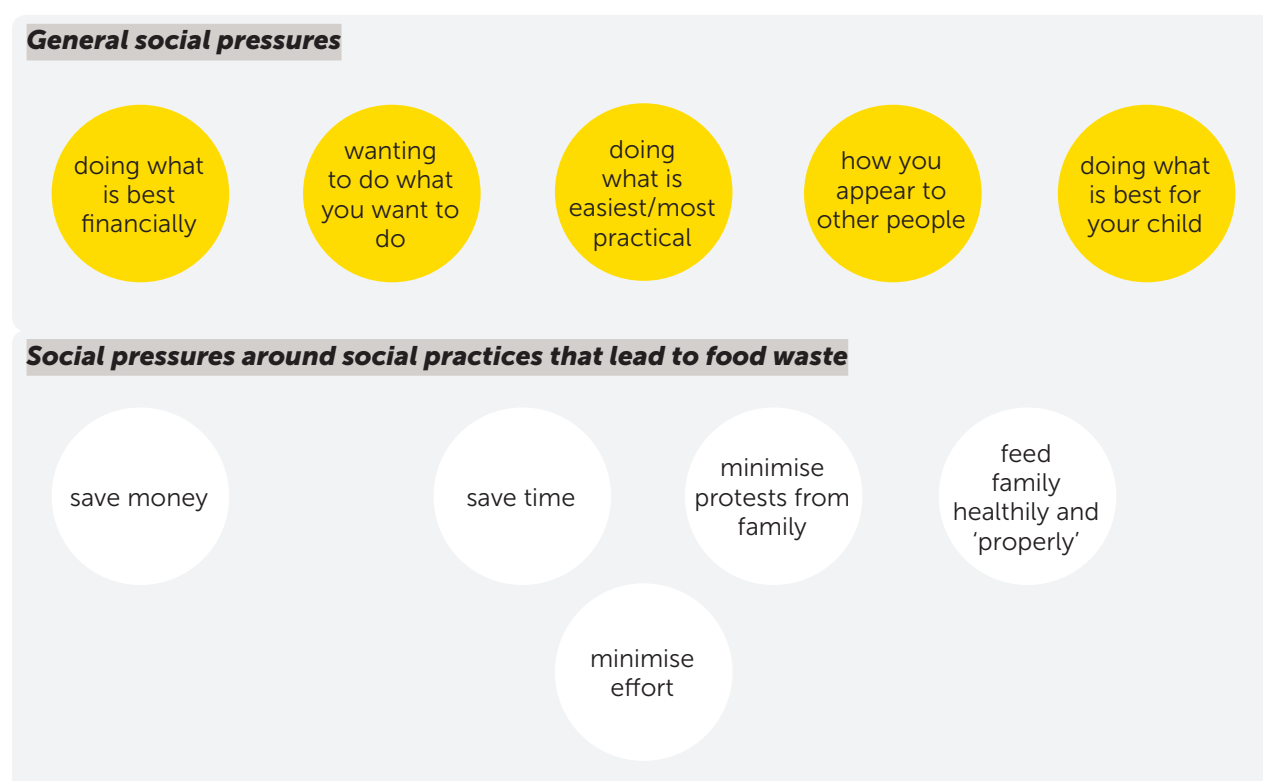 General social pressures
doing what
is best
financially
wanting
to do what
you want to
do
doing
what is
easiest/most
practical
how you
appear to
other people
doing what
is best for
your child
Social pressures around social practices that lead to food waste
save money
save time
minimise
protests from
family
feed
family
healthily and
‘properly’
minimise
effort